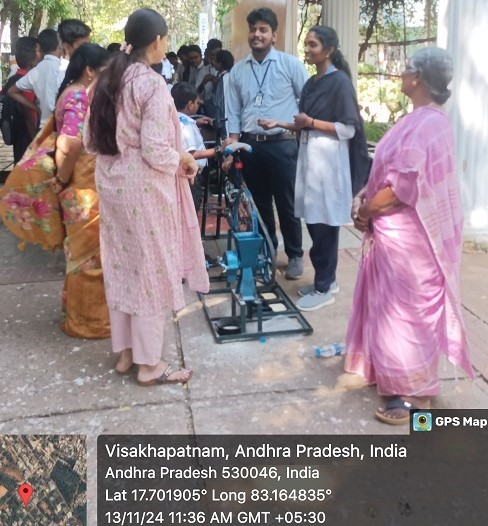 GPS Map
Visakhapatnam, Andhra Pradesh, India
Andhra Pradesh 530046, India
Lat 17.701905° Long 83.164835°
13/11/24 11:36 AM GMT +05:30